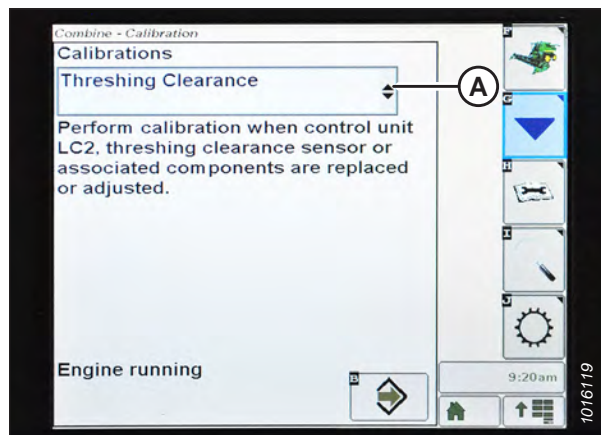 Combine - Calibration
Calibrations
Threshing Clearance
A
Perform calibration when control unit
LC2, threshing clearance sensor or
associated components are replaced
or adjusted.
Engine running
B
F
G
H
I
J
9:20am
1016119